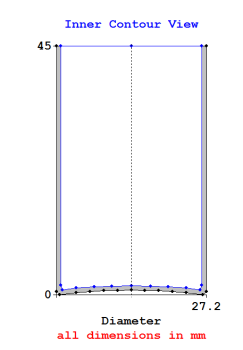 Inner Contour View
45
0
27.2
Diameter
all dimensions in mm